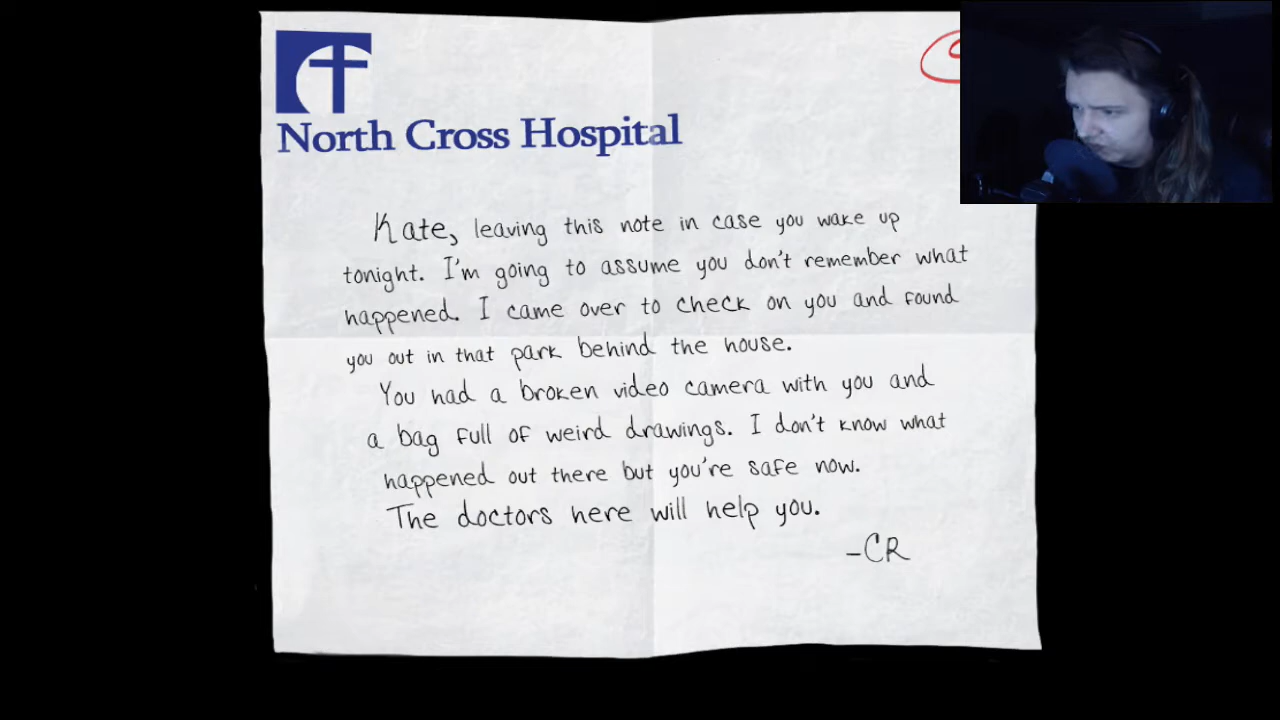 North Cross Hospital
Kate, leaving this note in case you wake up
tonight. I'm going to assume you don't remember what
happened. I came over to check on you and found
you out in that park behind the house.
You had a broken video camera with you and
a bag full of weird drawings. I don't know what
happened out there but you're safe now.
The doctors here will help you.
-CR